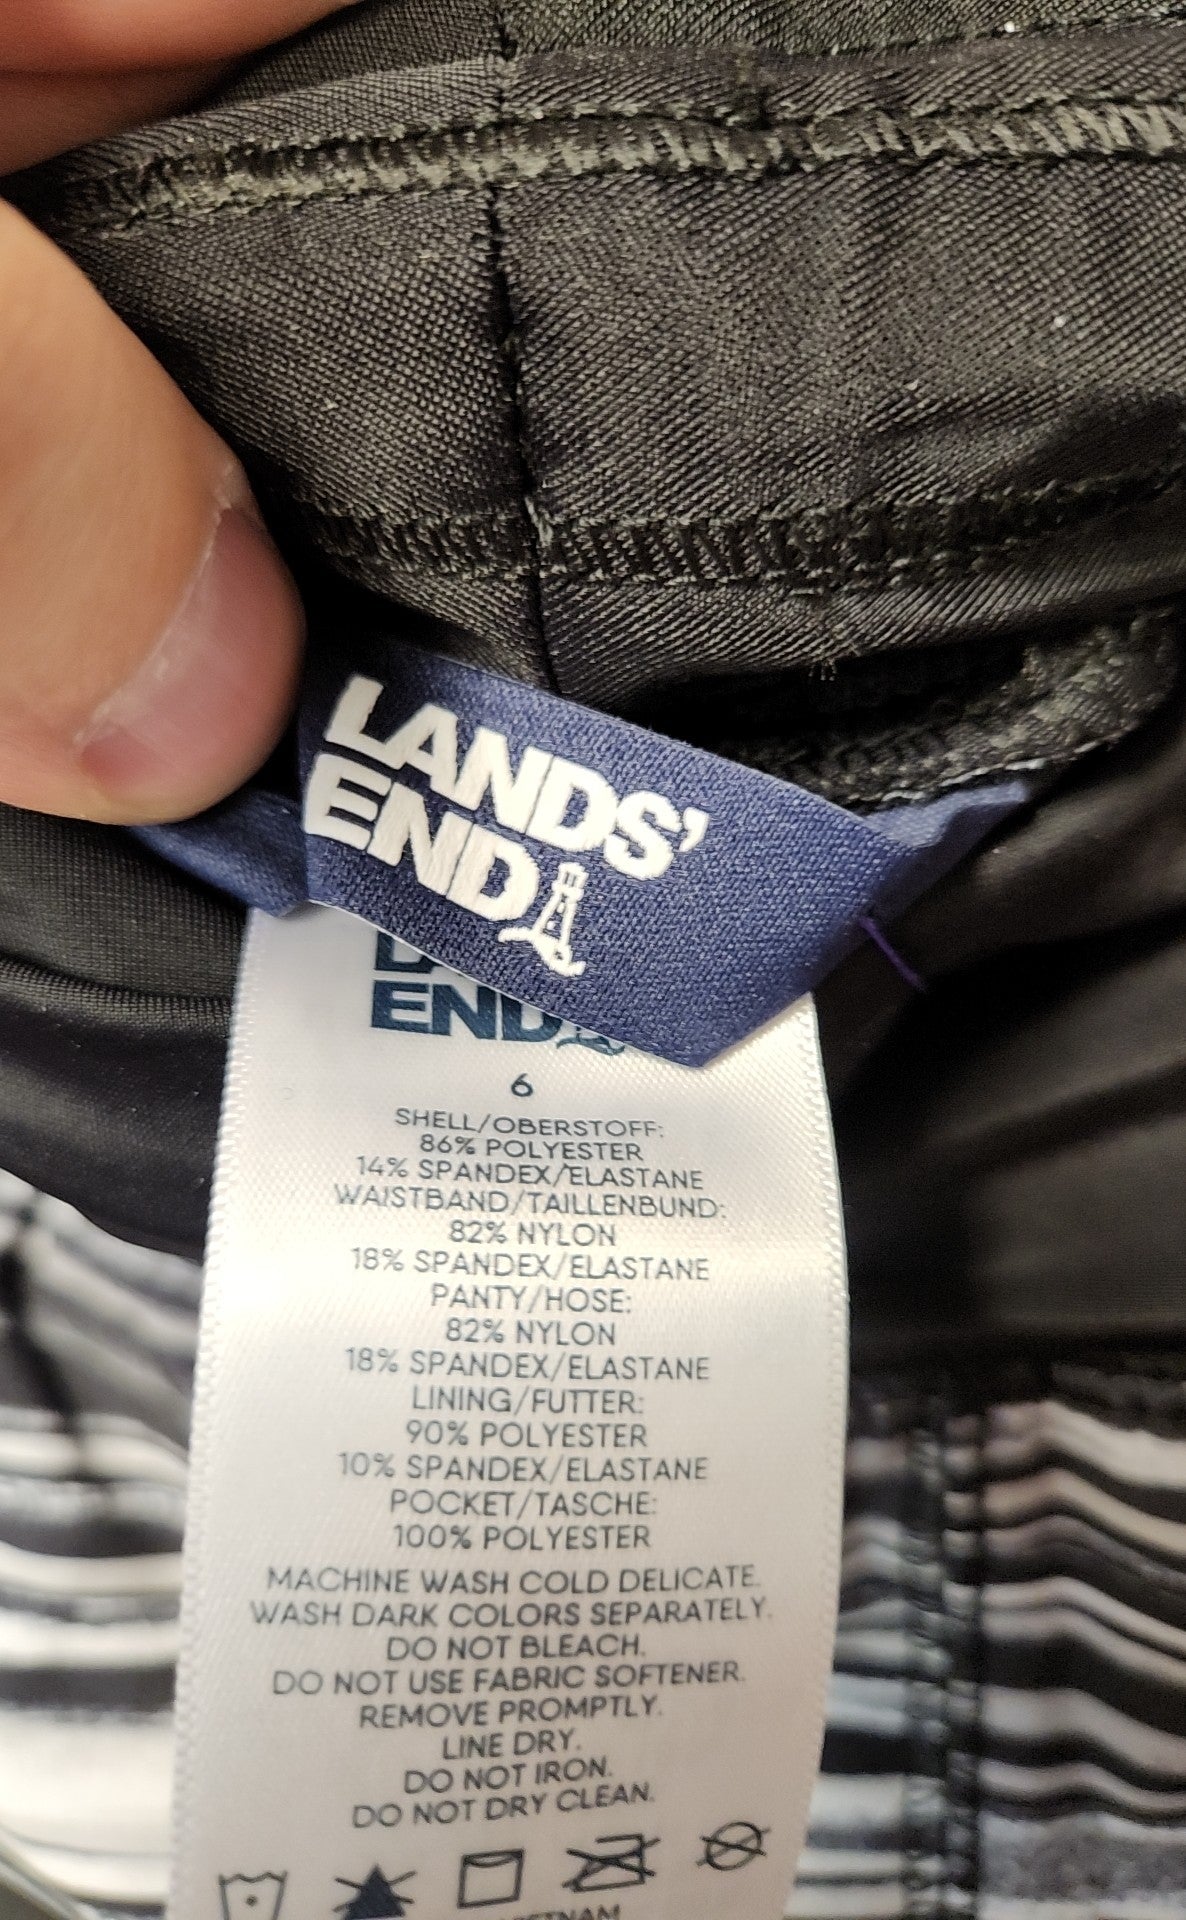 LANDS'
END
END
6
SHELL/OBERSTOFF:
86% POLYESTER
14% SPANDEX/ELASTANE
WAISTBAND/TAILLENBUND:
82% NYLON
18% SPANDEX/ELASTANE
PANTY/HOSE:
82% NYLON
18% SPANDEX/ELASTANE
LINING/FUTTER:
90% POLYESTER
10% SPANDEX/ELASTANE
POCKET/TASCHE:
100% POLYESTER
MACHINE WASH COLD DELICATE.
WASH DARK COLORS SEPARATELY.
DO NOT BLEACH.
DO NOT USE FABRIC SOFTENER.
REMOVE PROMPTLY.
LINE DRY.
DO NOT IRON.
DO NOT DRY CLEAN.